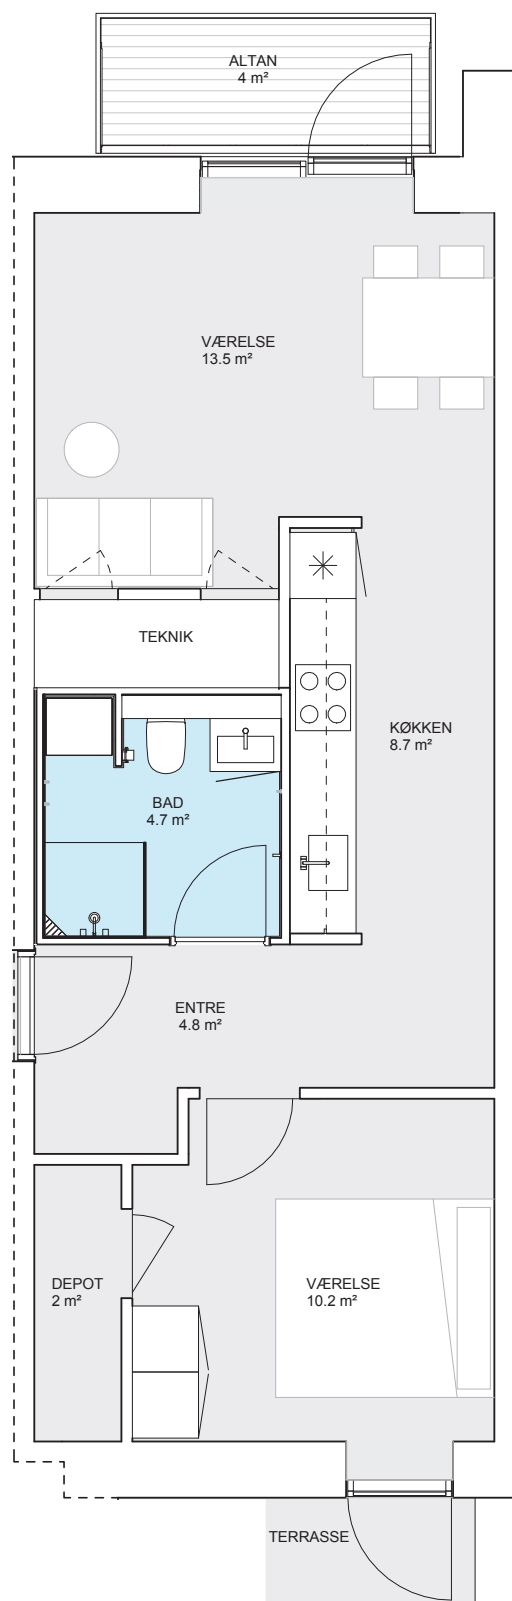 ALTAN
4 m²
VÆRELSE
13.5 m²
TEKNIK
KØKKEN
8.7 m²
BAD
4.7 m²
ENTRE
4.8 m²
DEPOT
2 m²
VÆRELSE
10.2 m²
TERRASSE